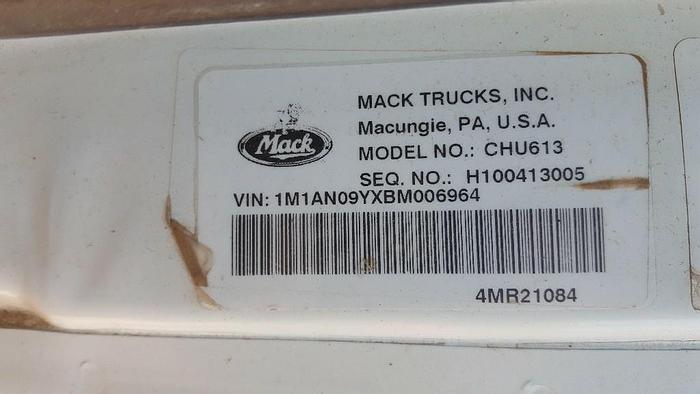 MACK TRUCKS, INC.
Macungie, PA, U.S.A.
Mack
MODEL NO.: CHU613
SEQ. NO.: H100413005
VIN: 1M1AN09YXBM006964
4MR21084